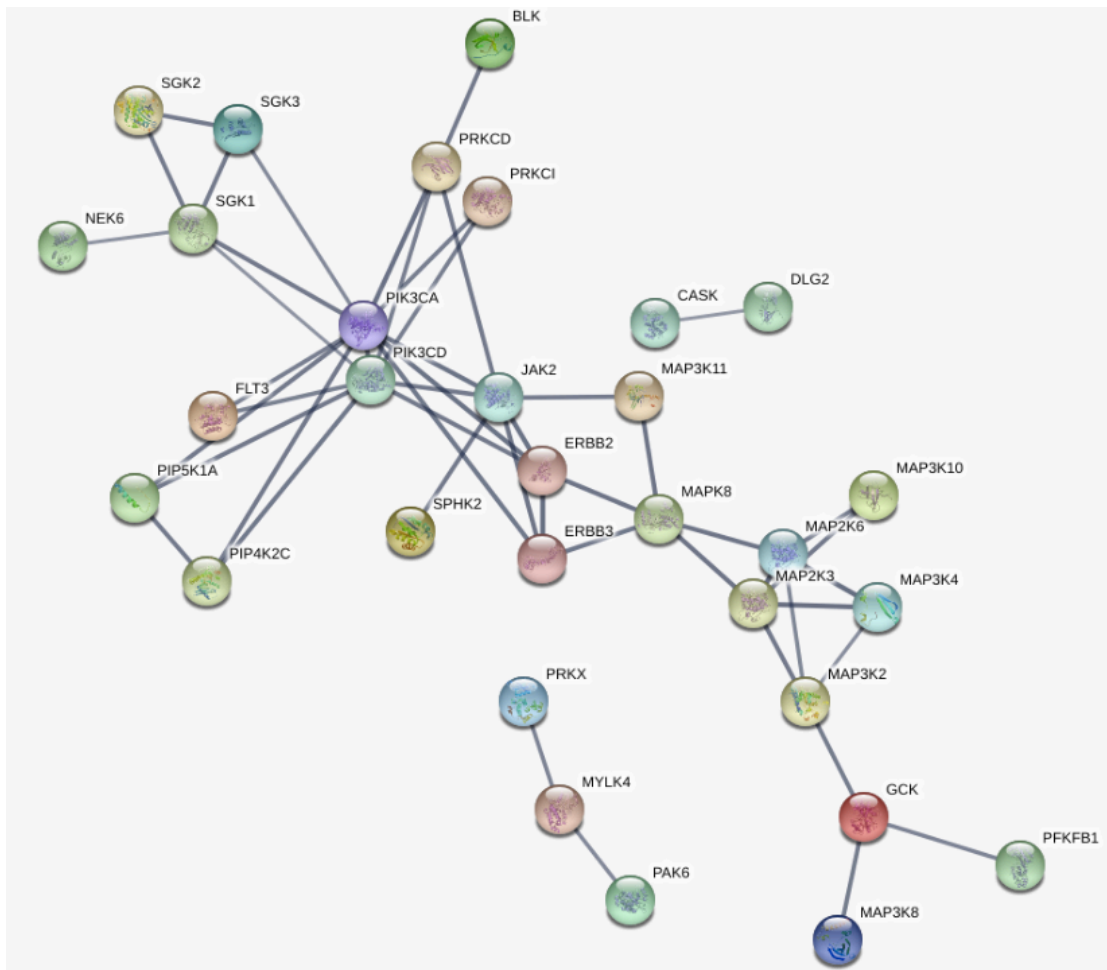 BLK
SGK2
SGK3
PRKCD
PRKCI
SGK1
NEK6
PIK3CA
CASK
DLG2
PIK3CD
JAK2
MAP3K11
FLT3
ERBB2
PIP5K1A
MAP3K10
SPHK2
MAPK8
MAP2K6
ERBB3
PIP4K2C
MAP2K3
MAP3K4
PRKX
MAP3K2
MYLK4
GCK
PFKFB1
PAK6
MAP3K8